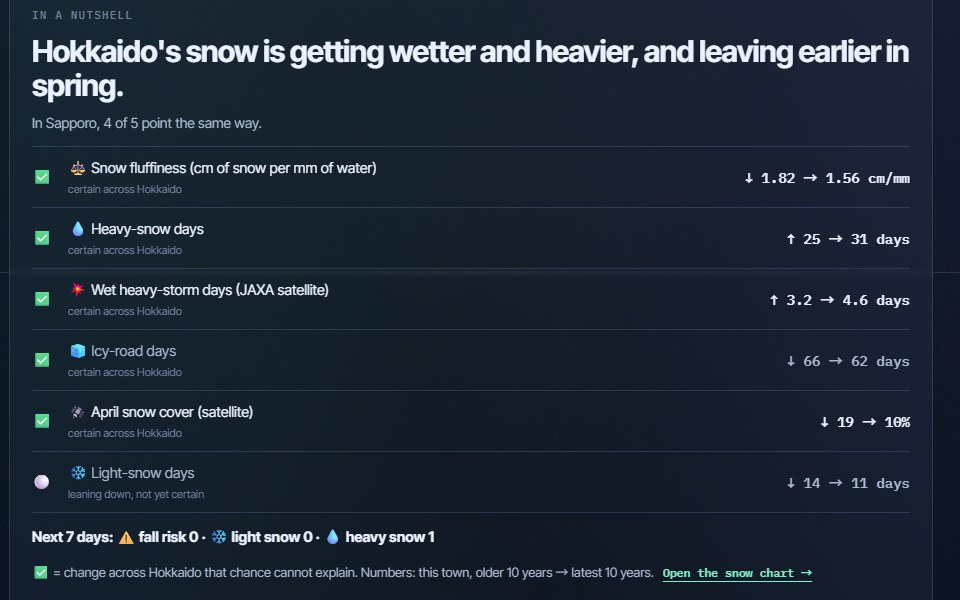 IN A NUTSHELL
Hokkaido's snow is getting wetter and heavier, and leaving earlier in
spring.
In Sapporo, 4 of 5 point the same way.
Snow fluffiness (cm of snow per mm of water)
certain across Hokkaido
↓ 1.82 → 1.56 cm/mm
Heavy-snow days
certain across Hokkaido
↑ 25 → 31 days
Wet heavy-storm days (JAXA satellite)
certain across Hokkaido
↑ 3.2 → 4.6 days
Icy-road days
certain across Hokkaido
↓ 66 → 62 days
April snow cover (satellite)
certain across Hokkaido
↓ 19 → 10%
Light-snow days
leaning down, not yet certain
↓ 14 → 11 days
Next 7 days: ⚠️ fall risk 0 · ❄️ light snow 0 · 💧 heavy snow 1
✅ = change across Hokkaido that chance cannot explain. Numbers: this town, older 10 years → latest 10 years. Open the snow chart →